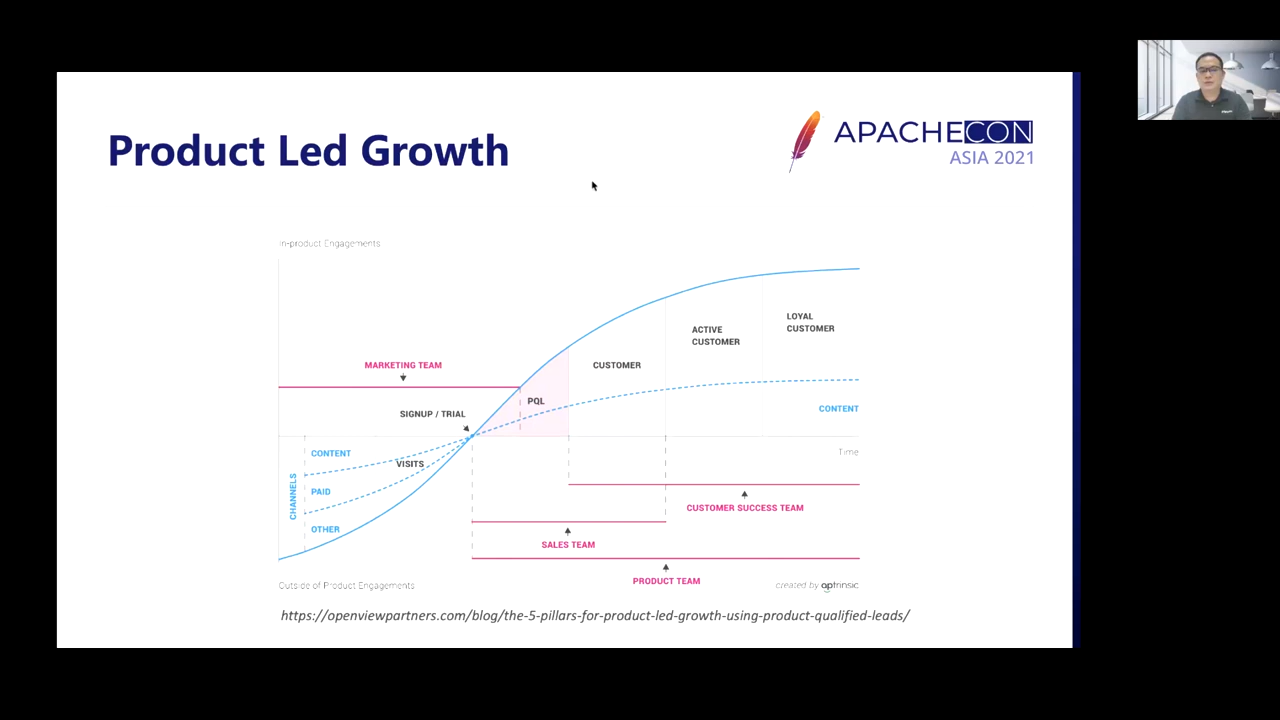 Product Led Growth
APACHECON
ASIA 2021
In-product Engagements
LOYAL
CUSTOMER
ACTIVE
CUSTOMER
MARKETING TEAM
CUSTOMER
PQL
SIGNUP / TRIAL
CONTENT
CONTENT
Time
VISITS
CHANNELS
PAID
CUSTOMER SUCCESS TEAM
OTHER
SALES TEAM
PRODUCT TEAM
Outside of Product Engagements
created by aptrinsic
https://openviewpartners.com/blog/the-5-pillars-for-product-led-growth-using-product-qualified-leads/